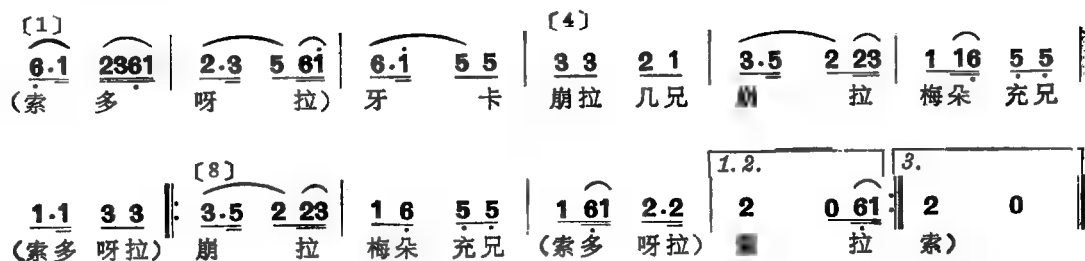 [1] [4]
6·1 2361 | 2·3 5 61 | 6·1 5 5 | 3 3 2 1 | 3·5 2 23 | 1 16 5 5 |
(索 多 呀 拉) 牙 卡 崩拉 几兄 拉 梅朵 充兄
[8] 1.2. 3.
1·1 3 3 |: 3·5 2 23 | 1 6 5 5 | 1 61 2·2 | 2 0 61 :| 2 0
(索多 呀拉) 崩 拉 梅朵 充兄 (索多 呀拉) 拉 索)